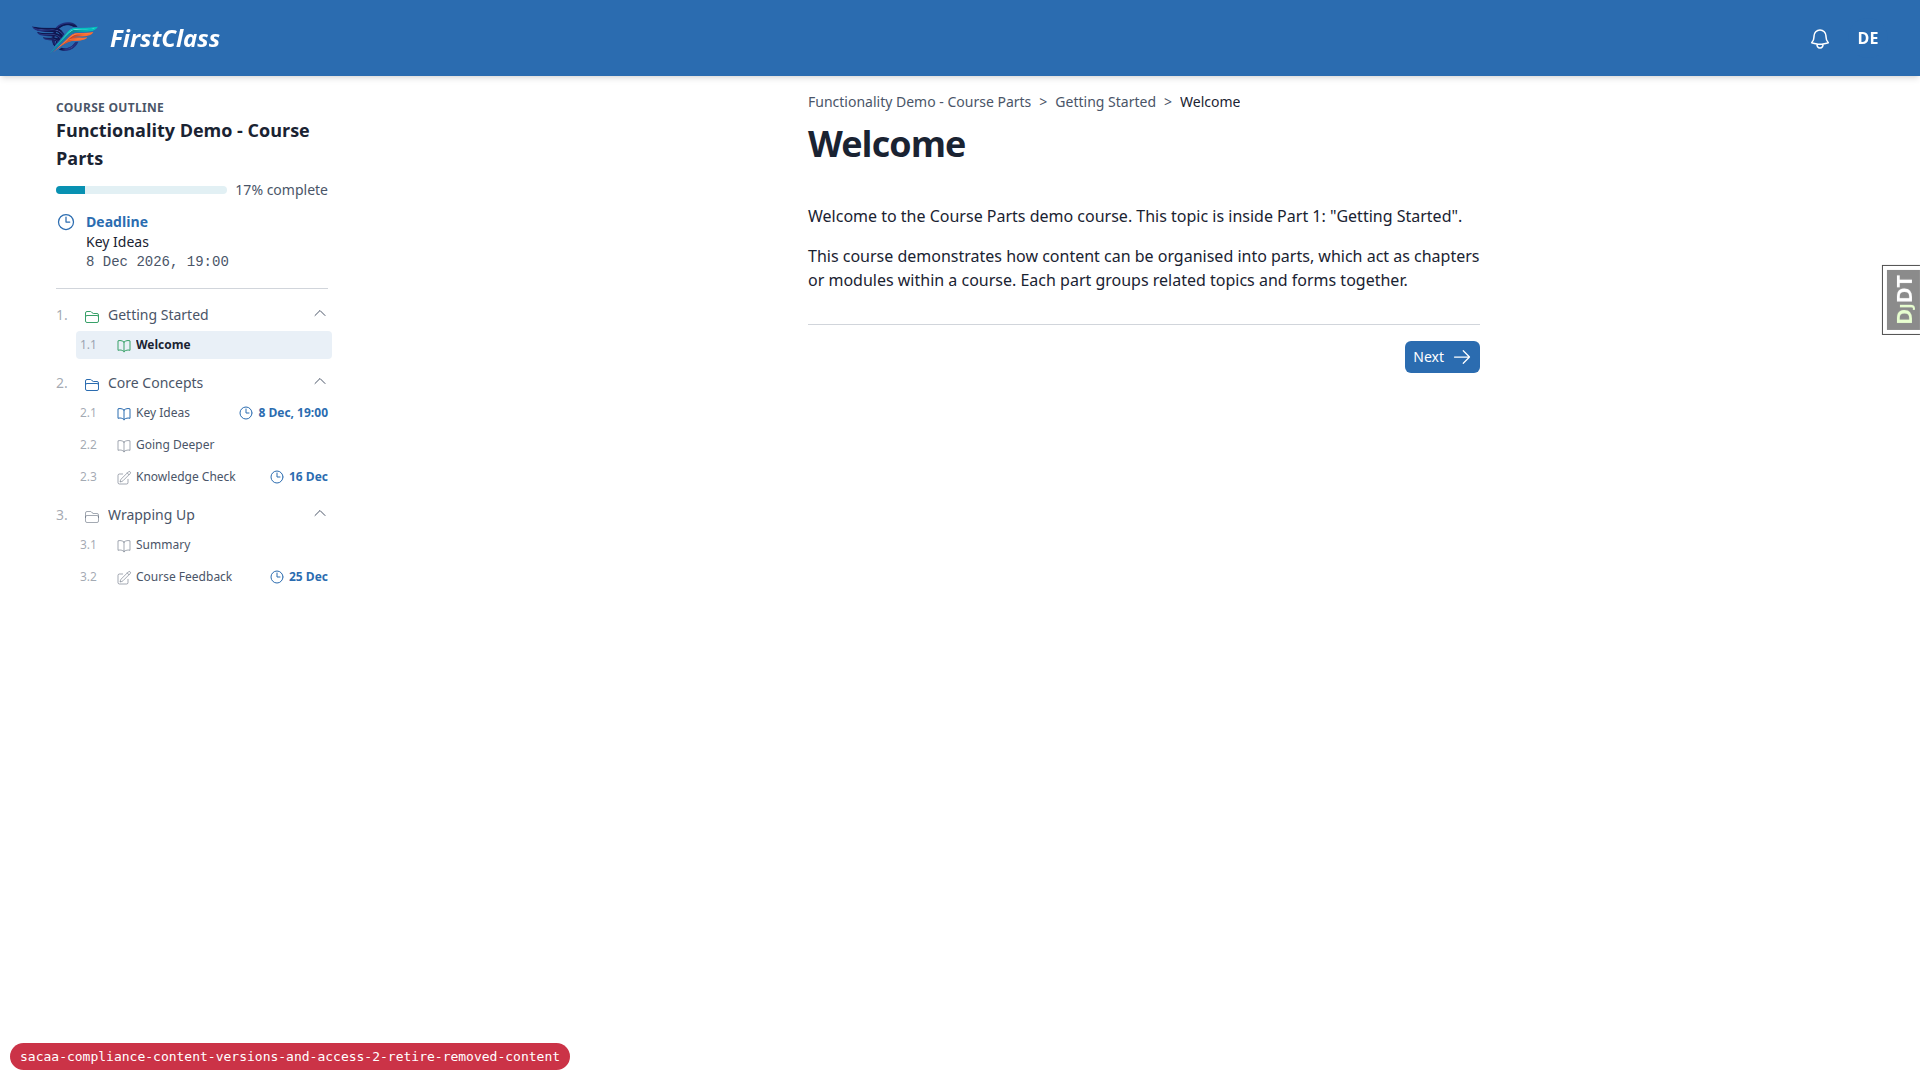 FirstClass
DE
COURSE OUTLINE
Functionality Demo - Course
Parts
17% complete
Deadline
Key Ideas
8 Dec 2026, 19:00
1. Getting Started
1.1 Welcome
2. Core Concepts
2.1 Key Ideas 8 Dec, 19:00
2.2 Going Deeper
2.3 Knowledge Check 16 Dec
3. Wrapping Up
3.1 Summary
3.2 Course Feedback 25 Dec
Functionality Demo - Course Parts > Getting Started > Welcome
Welcome
Welcome to the Course Parts demo course. This topic is inside Part 1: "Getting Started".
This course demonstrates how content can be organised into parts, which act as chapters
or modules within a course. Each part groups related topics and forms together.
Next
DJDT
sacaa-compliance-content-versions-and-access-2-retire-removed-content